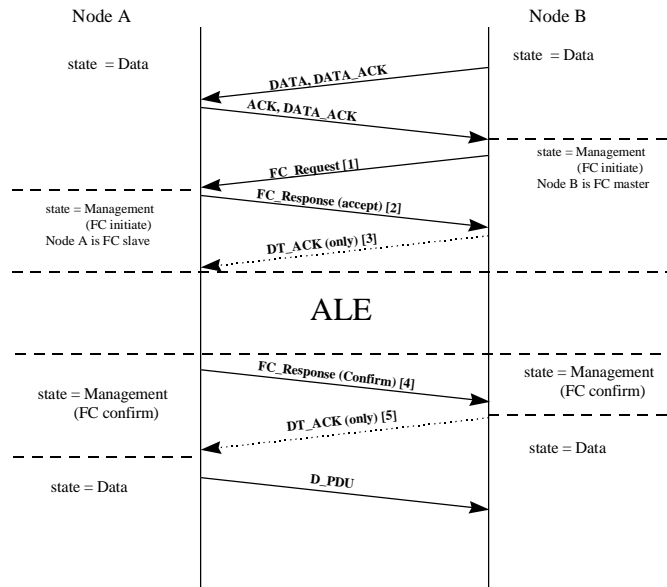 Node A
Node B
state = Data
state = Data
DATA, DATA_ACK
ACK, DATA_ACK
FC_Request [1]
state = Management
(FC initiate)
Node B is FC master
FC_Response (accept) [2]
state = Management
(FC initiate)
Node A is FC slave
DT_ACK (only) [3]
ALE
FC_Response (Confirm) [4]
state = Management
(FC confirm)
state = Management
(FC confirm)
DT_ACK (only) [5]
state = Data
state = Data
D_PDU